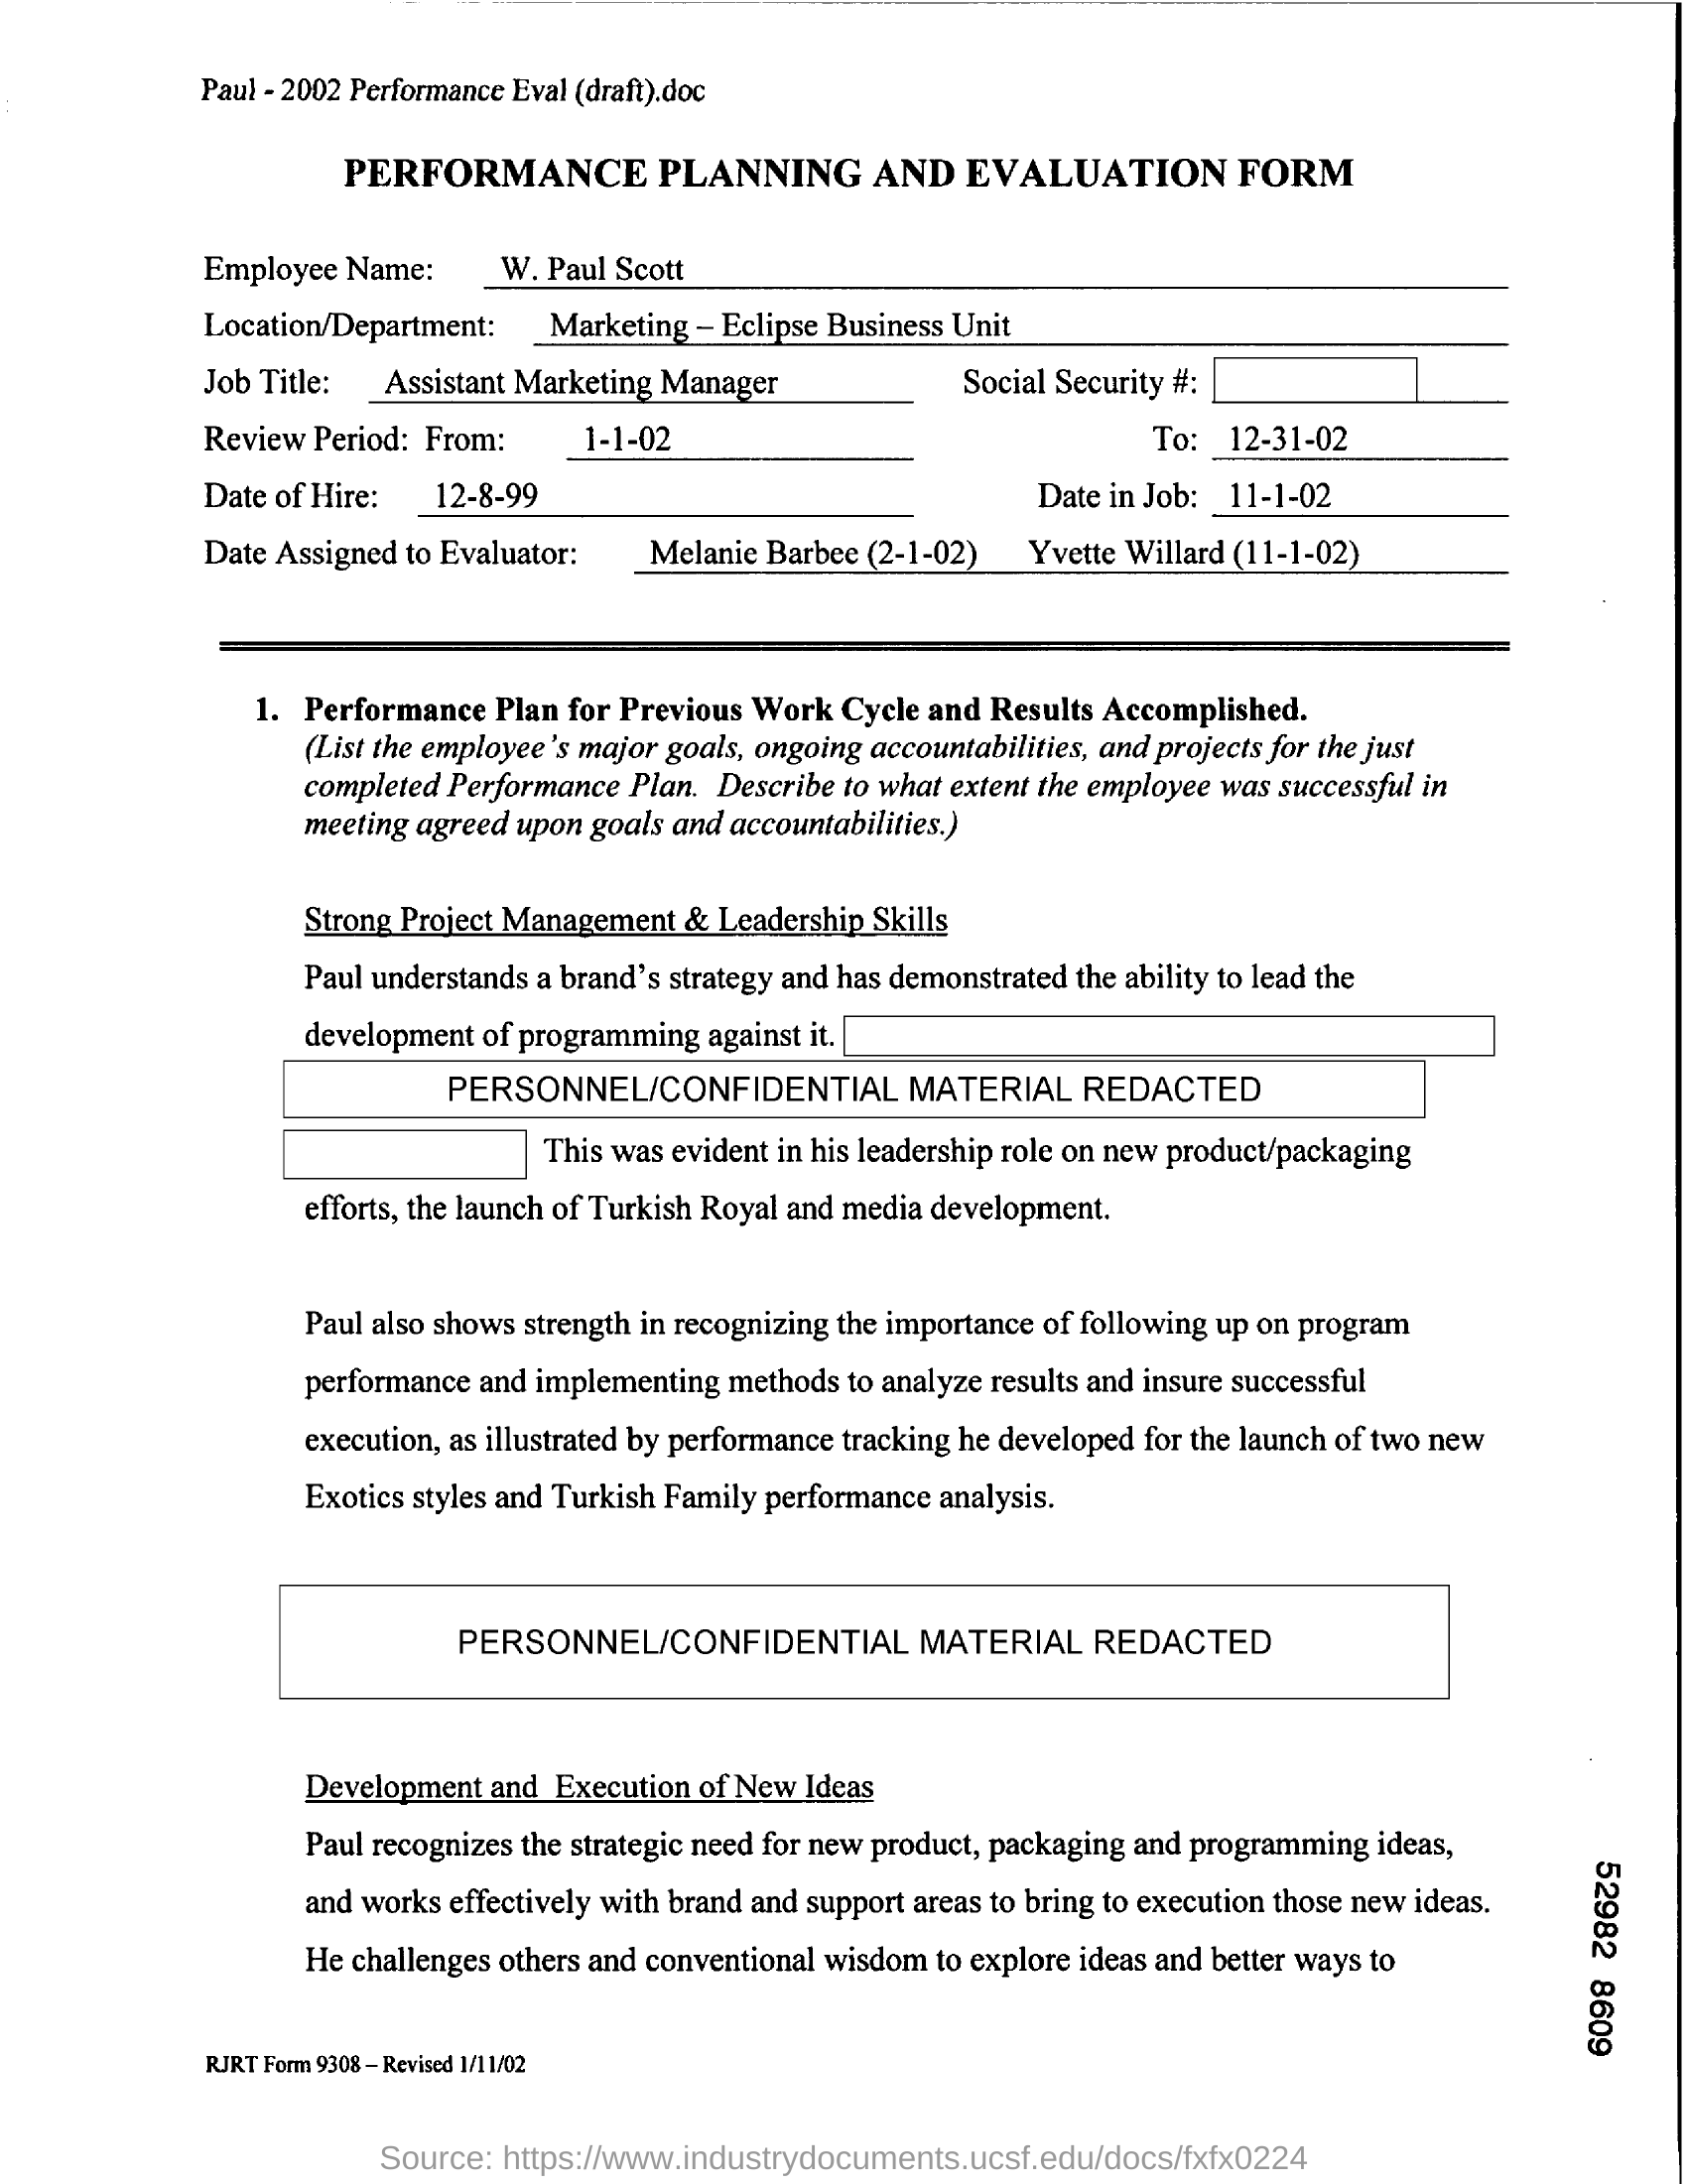 Paul - 2002 Performance Eval (draft).doc
PERFORMANCE PLANNING AND EVALUATION FORM
Employee Name: W. Paul Scott
Location/Department: Marketing – Eclipse Business Unit
Job Title: Assistant Marketing Manager Social Security #:
Review Period: From: 1-1-02 To: 12-31-02
Date of Hire: 12-8-99 Date in Job: 11-1-02
Date Assigned to Evaluator: Melanie Barbee (2-1-02) Yvette Willard (11-1-02)
1. Performance Plan for Previous Work Cycle and Results Accomplished.
(List the employee's major goals, ongoing accountabilities, and projects for the just
completed Performance Plan. Describe to what extent the employee was successful in
meeting agreed upon goals and accountabilities.)
Strong Project Management & Leadership Skills
Paul understands a brand's strategy and has demonstrated the ability to lead the
development of programming against it.
PERSONNEL/CONFIDENTIAL MATERIAL REDACTED
This was evident in his leadership role on new product/packaging
efforts, the launch of Turkish Royal and media development.
Paul also shows strength in recognizing the importance of following up on program
performance and implementing methods to analyze results and insure successful
execution, as illustrated by performance tracking he developed for the launch of two new
Exotics styles and Turkish Family performance analysis.
PERSONNEL/CONFIDENTIAL MATERIAL REDACTED
Development and Execution of New Ideas
Paul recognizes the strategic need for new product, packaging and programming ideas,
and works effectively with brand and support areas to bring to execution those new ideas.
He challenges others and conventional wisdom to explore ideas and better ways to
52982 8609
RJRT Form 9308 – Revised 1/11/02
Source: https://www.industrydocuments.ucsf.edu/docs/fxfx0224